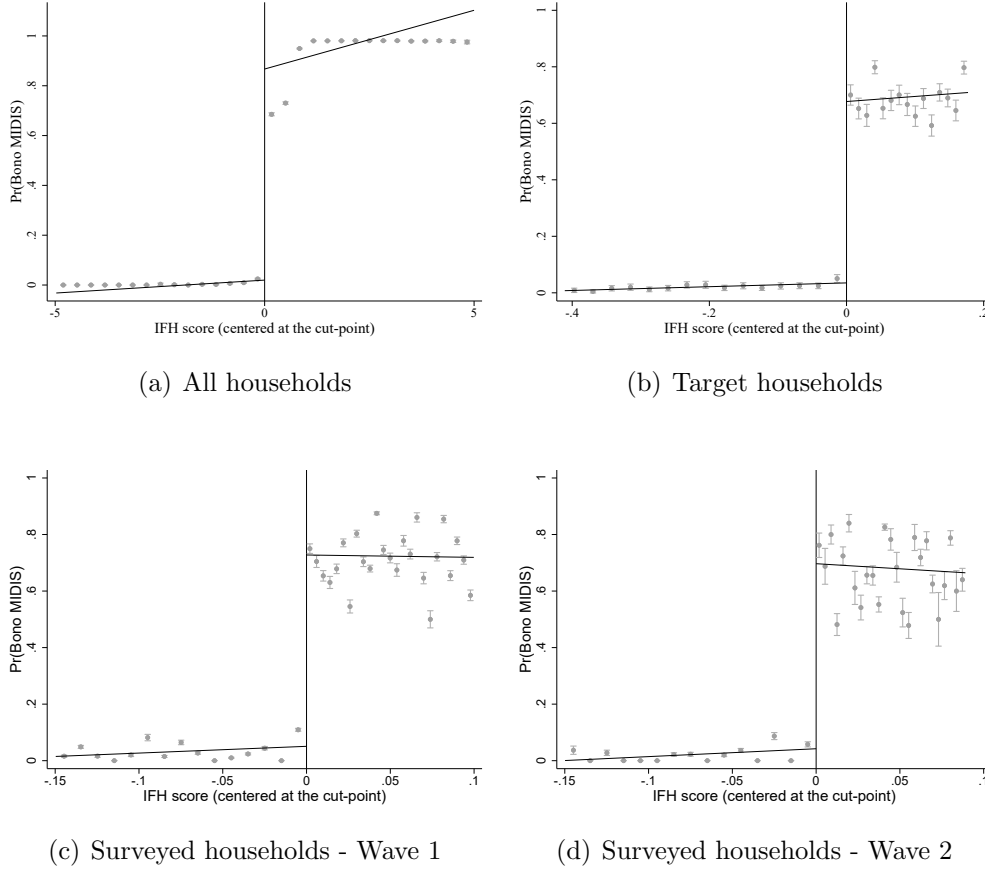 Pr(Bono MIDIS)
0 .2 .4 .6 .8 1
-5 0 5
IFH score (centered at the cut-point)
(a) All households
Pr(Bono MIDIS)
0 .2 .4 .6 .8 1
-.4 -.2 0 .2
IFH score (centered at the cut-point)
(b) Target households
Pr(Bono MIDIS)
0 .2 .4 .6 .8 1
-.15 -.1 -.05 0 .05 .1
IFH score (centered at the cut-point)
(c) Surveyed households - Wave 1
Pr(Bono MIDIS)
0 .2 .4 .6 .8 1
-.15 -.1 -.05 0 .05 .1
IFH score (centered at the cut-point)
(d) Surveyed households - Wave 2